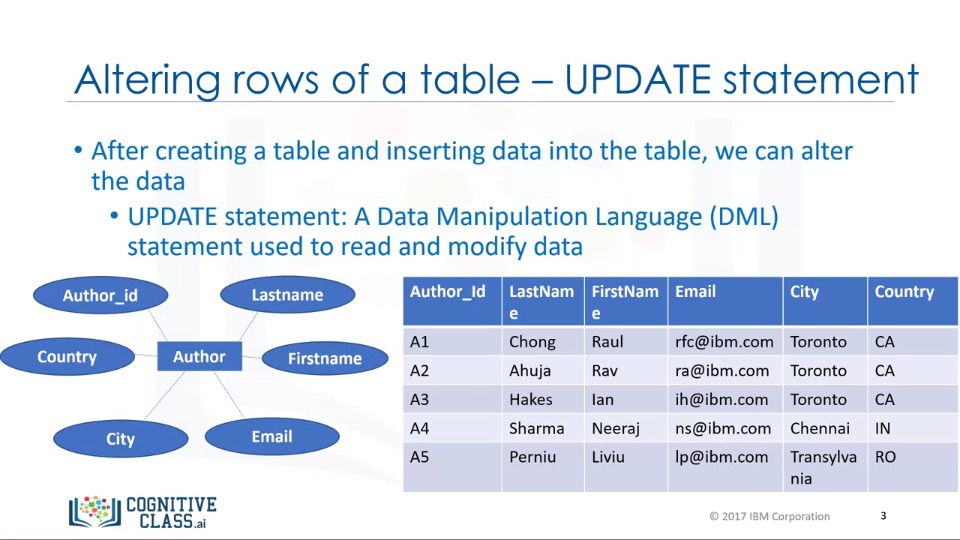 Altering rows of a table – UPDATE statement
• After creating a table and inserting data into the table, we can alter
the data
• UPDATE statement: A Data Manipulation Language (DML)
statement used to read and modify data
Author_id
Lastname
Country
Author
Firstname
City
Email
Author_Id LastNam FirstNam Email City Country
e e
A1 Chong Raul rfc@ibm.com Toronto CA
A2 Ahuja Rav ra@ibm.com Toronto CA
A3 Hakes Ian ih@ibm.com Toronto CA
A4 Sharma Neeraj ns@ibm.com Chennai IN
A5 Perniu Liviu lp@ibm.com Transylva RO
nia
COGNITIVE
CLASS.ai
© 2017 IBM Corporation 3